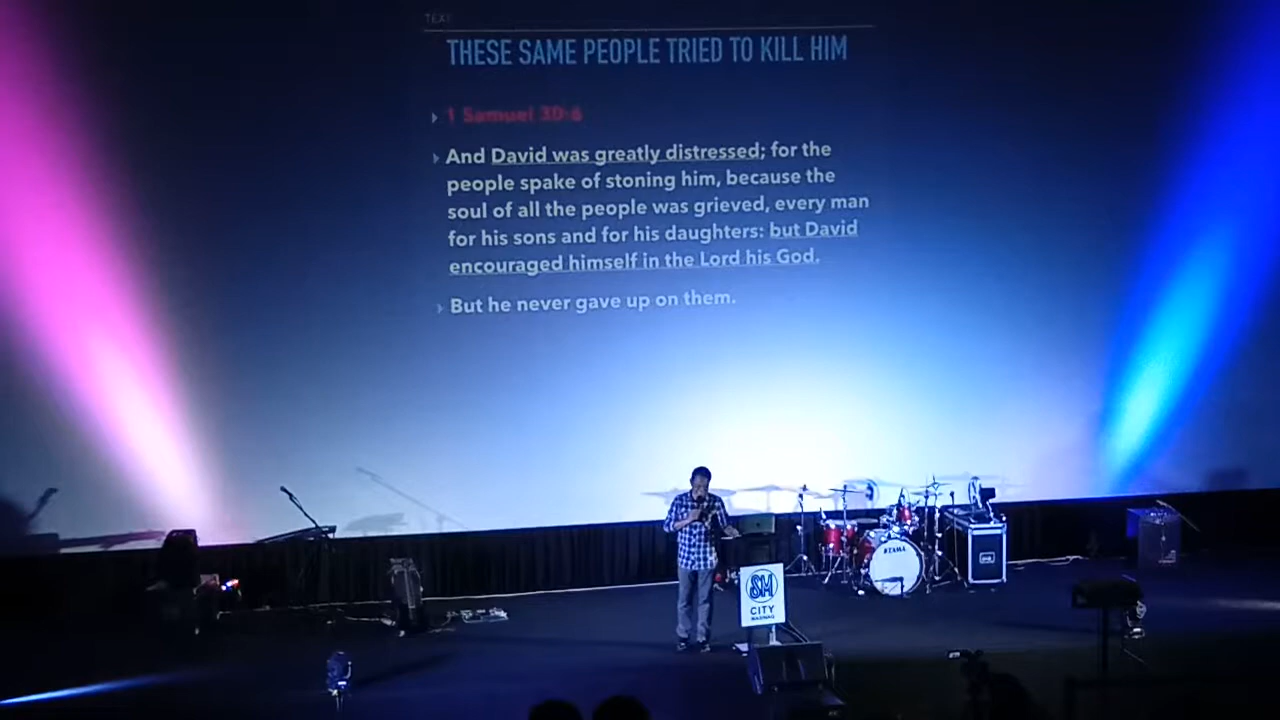 TEXT
THESE SAME PEOPLE TRIED TO KILL HIM
1 Samuel 30:6
And David was greatly distressed; for the
people spake of stoning him, because the
soul of all the people was grieved, every man
for his sons and for his daughters: but David
encouraged himself in the Lord his God.
But he never gave up on them.
TAMA
SM
CITY
MASINAG